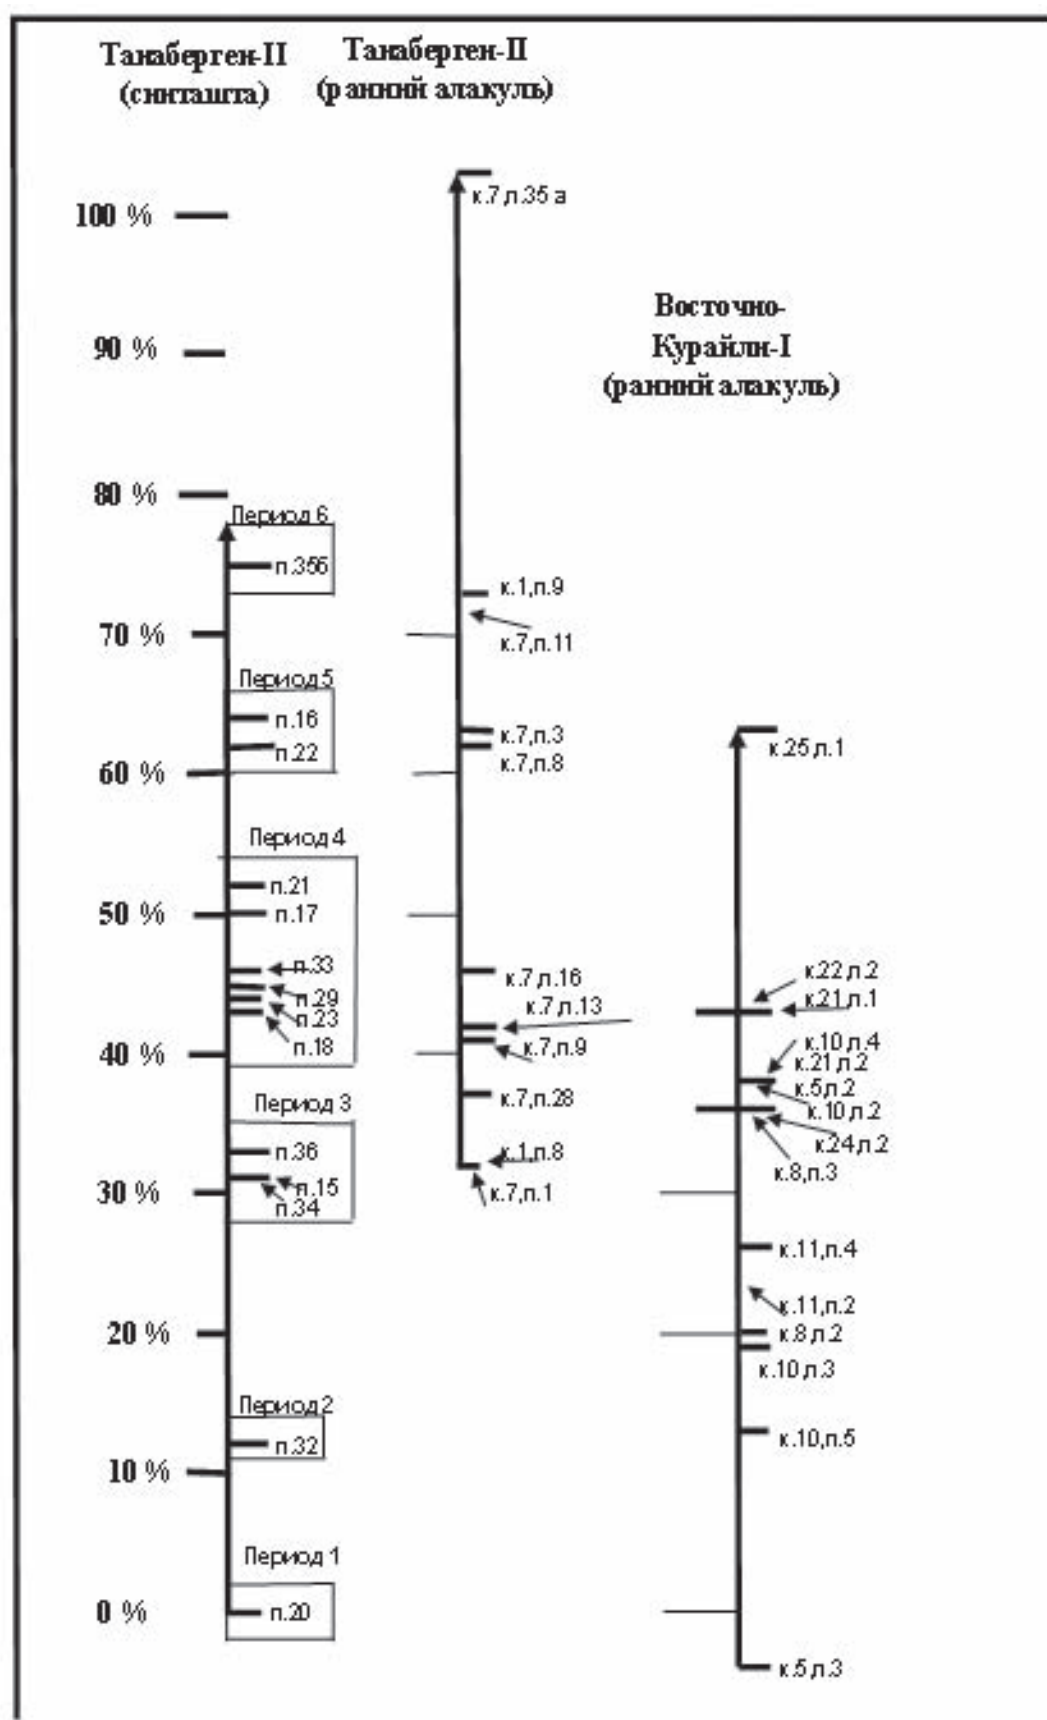 Танаберген-II
(синташта)
Танаберген-II
(ранний алакуль)
Восточно-
Курайли-I
(ранний алакуль)
100 %
90 %
80 %
70 %
60 %
50 %
40 %
30 %
20 %
10 %
0 %
Период 6
п.35б
Период 5
п.16
п.22
Период 4
п.21
п.17
п.33
п.29
п.23
п.18
Период 3
п.36
п.15
п.34
Период 2
п.32
Период 1
п.20
к.7,п.35 а
к.1,п.9
к.7,п.11
к.7,п.3
к.7,п.8
к.7,п.16
к.7,п.13
к.7,п.9
к.7,п.28
к.1,п.8
к.7,п.1
к.25,п.1
к.22,п.2
к.21,п.1
к.10,п.4
к.21,п.2
к.5,п.2
к.10,п.2
к.24,п.2
к.8,п.3
к.11,п.4
к.11,п.2
к.8,п.2
к.10,п.3
к.10,п.5
к.5,п.3